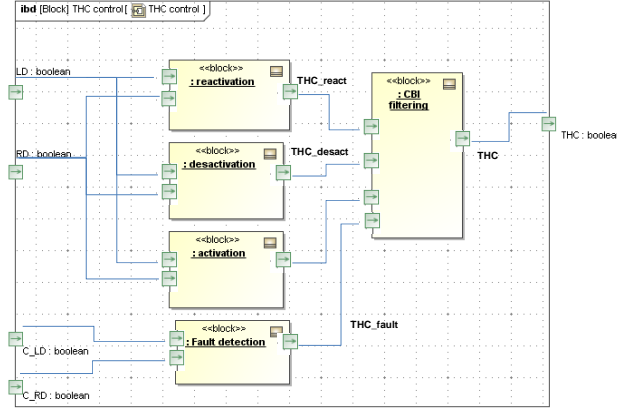 ibd [Block] THC control[ THC control ]
LD : boolean
<<block>>
: reactivation
THC_react
<<block>>
: CBI
filtering
THC
THC : boolea
RD : boolean
<<block>>
: desactivation
THC_desact
<<block>>
: activation
<<block>>
: Fault detection
THC_fault
C_LD : boolean
C_RD : boolean